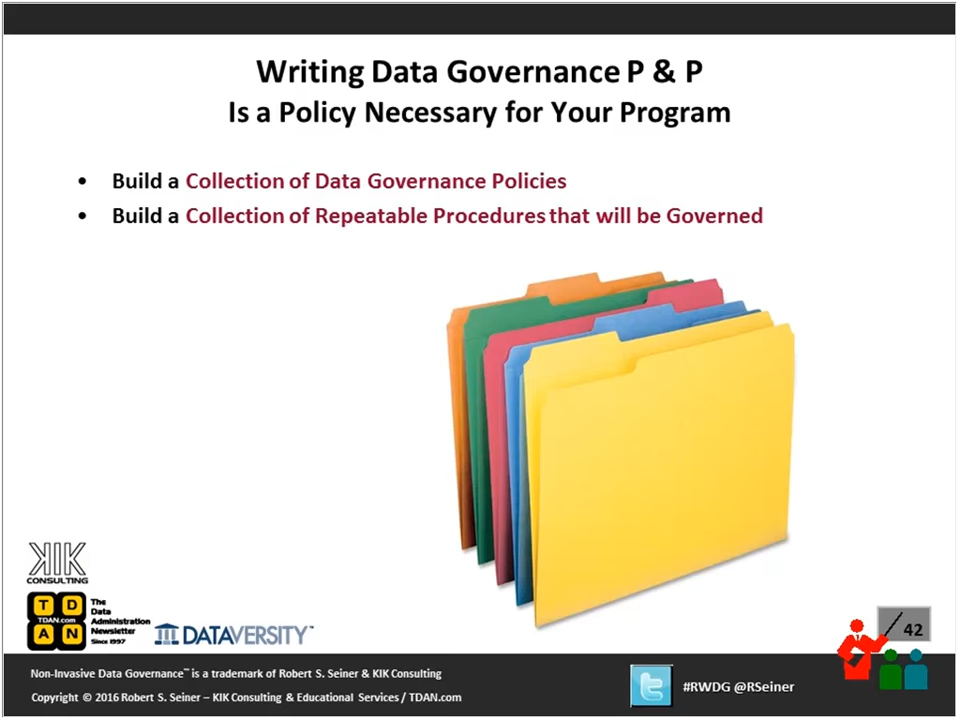 Writing Data Governance P & P
Is a Policy Necessary for Your Program
• Build a Collection of Data Governance Policies
• Build a Collection of Repeatable Procedures that will be Governed
KIK
CONSULTING
T D
TDAN.com
A N
The
Data
Administration
Newsletter
Since 1997
DATAVERSITY™
42
Non-Invasive Data Governance™ is a trademark of Robert S. Seiner & KIK Consulting
Copyright © 2016 Robert S. Seiner – KIK Consulting & Educational Services / TDAN.com
#RWDG @RSeiner